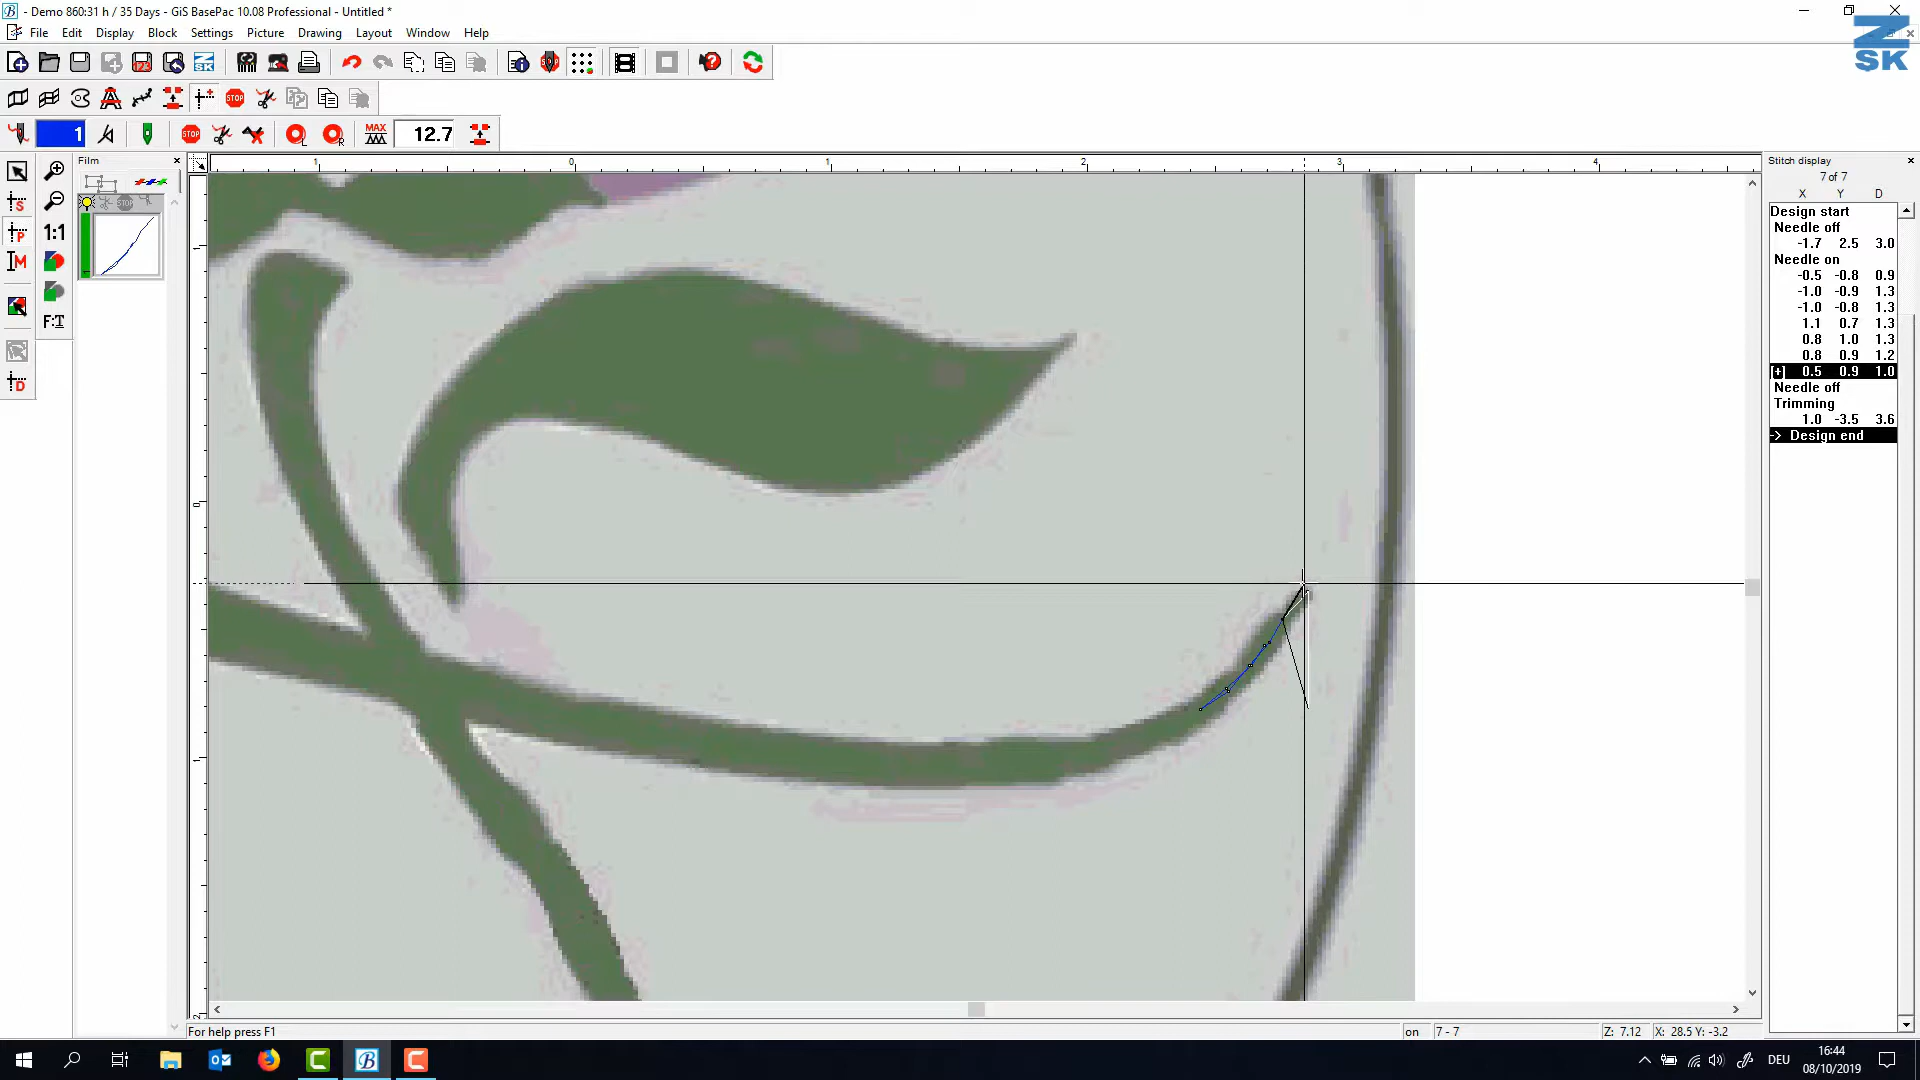 - Demo 860:31 h / 35 Days - GiS BasePac 10.08 Professional - Untitled *
File Edit Display Block Settings Picture Drawing Layout Window Help
Z
SK
1 STOP MAX 12.7
Film
S
P
M
D
1:1
F:T
1 0 1 2 3 4
1
0
1
2
Stitch display
7 of 7
X Y D
Design start
Needle off
-1.7 2.5 3.0
Needle on
-0.5 -0.8 0.9
-1.0 -0.9 1.3
-1.0 -0.8 1.3
1.1 0.7 1.3
0.8 1.0 1.3
0.8 0.9 1.2
[+] 0.5 0.9 1.0
Needle off
Trimming
1.0 -3.5 3.6
-> Design end
For help press F1
on 7 - 7 Z: 7.12 X: 28.5 Y: -3.2
DEU 16:44
08/10/2019